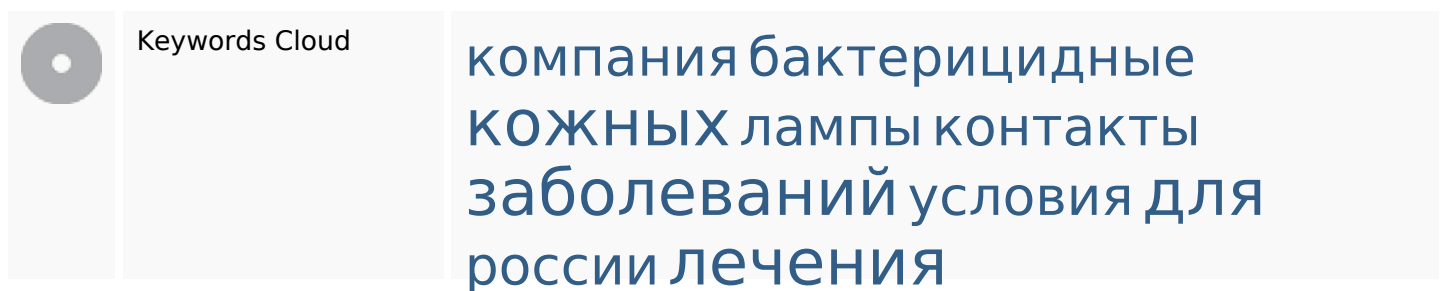 Keywords Cloud
компания бактерицидные
кожных лампы контакты
заболеваний условия для
россии лечения